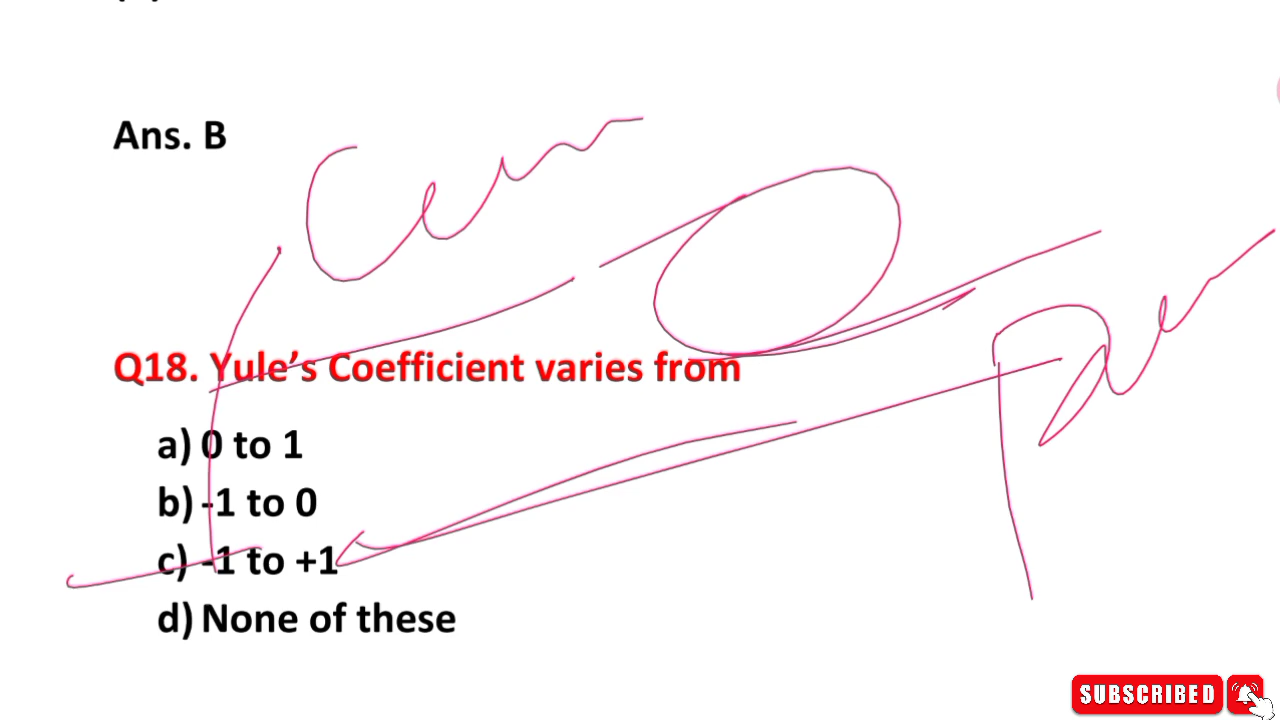 Ans. B
Q18. Yule's Coefficient varies from
a) 0 to 1
b) -1 to 0
c) -1 to +1
d) None of these
SUBSCRIBED